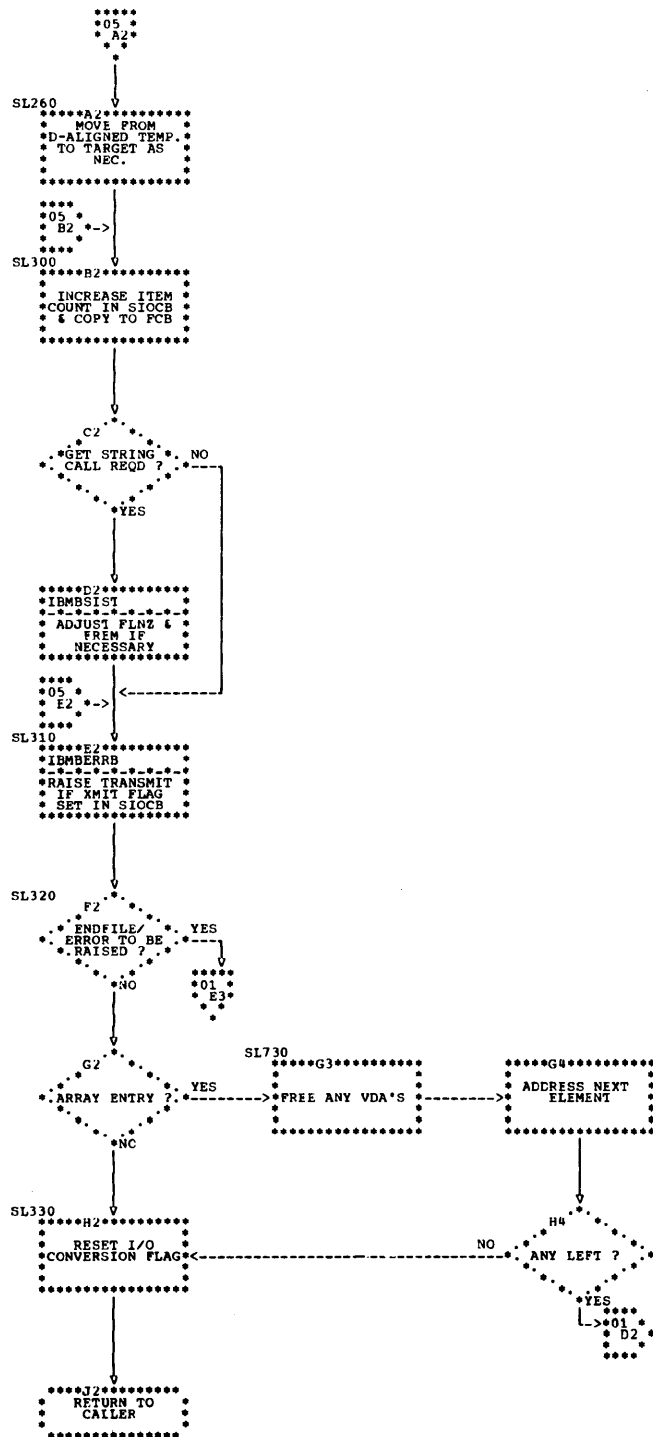 05
A2
SL260
A2
MOVE FROM
D-ALIGNED TEMP.
TO TARGET AS
NEC.
05
B2
-->
SL300
B2
INCREASE ITEM
COUNT IN SIOCB
& COPY TO FCB
C2
GET STRING
CALL REQD ?
NO
YES
D2
IBMBSIST
ADJUST FLNZ &
FREM IF
NECESSARY
05
E2
-->
SL310
E2
IBMBERRB
RAISE TRANSMIT
IF XMIT FLAG
SET IN SIOCB
SL320
F2
ENDFILE/
ERROR TO BE
RAISED ?
YES
NO
01
E3
G2
ARRAY ENTRY ?
YES
NO
SL730
G3
FREE ANY VDA'S
G4
ADDRESS NEXT
ELEMENT
SL330
H2
RESET I/O
CONVERSION FLAG
H4
ANY LEFT ?
NO
YES
01
D2
J2
RETURN TO
CALLER